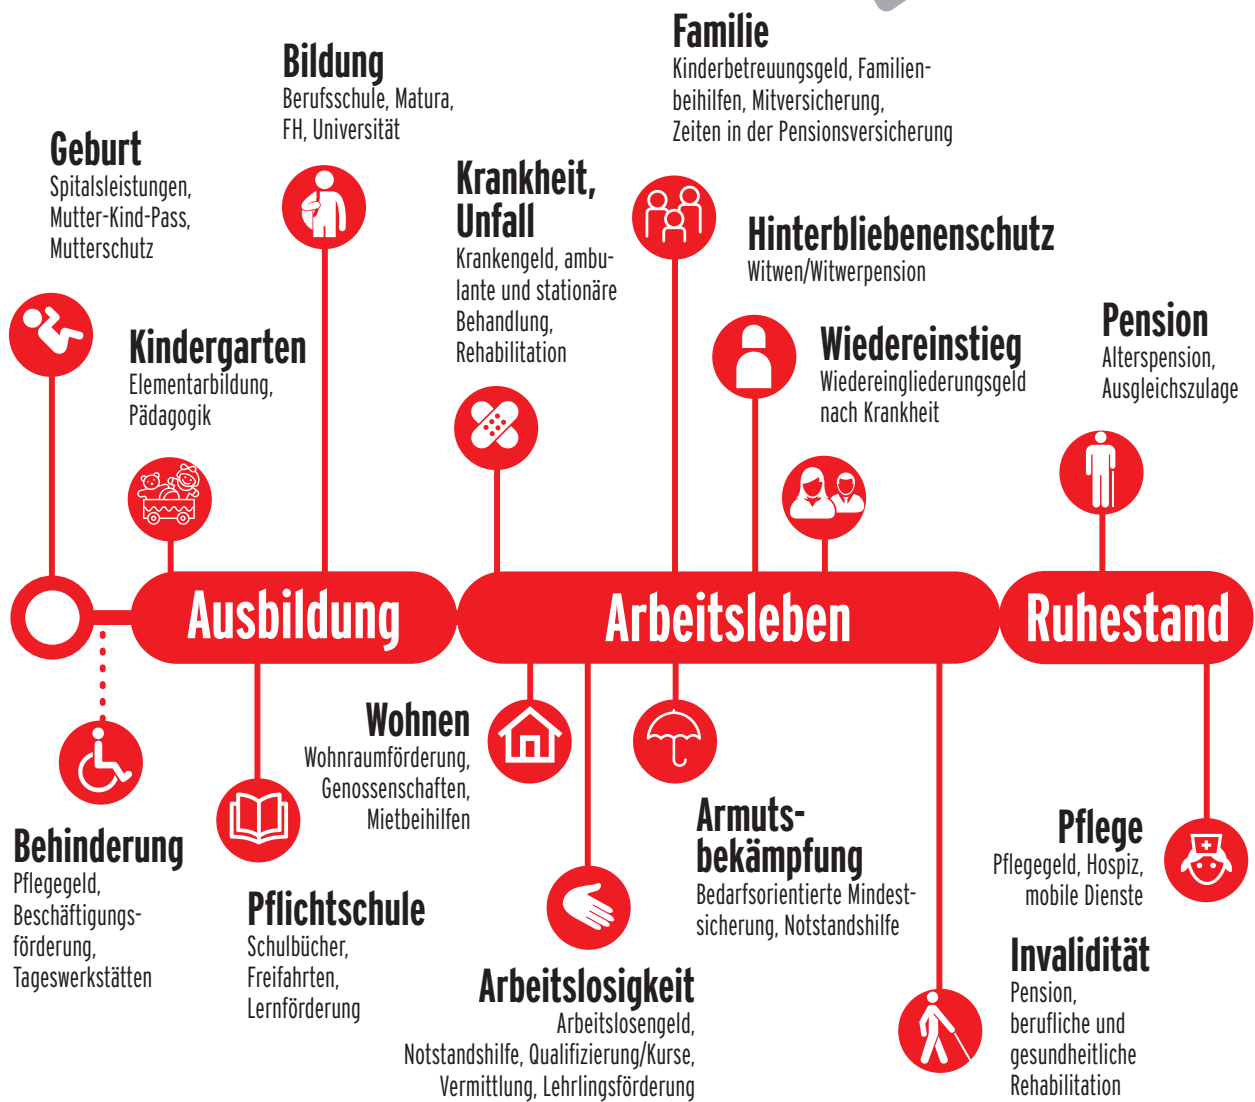 Familie
Kinderbetreuungsgeld, Familien-
beihilfen, Mitversicherung,
Zeiten in der Pensionsversicherung
Bildung
Berufsschule, Matura,
FH, Universität
Geburt
Spitalsleistungen,
Mutter-Kind-Pass,
Mutterschutz
Krankheit,
Unfall
Krankengeld, ambu-
lante und stationäre
Behandlung,
Rehabilitation
Hinterbliebenenschutz
Witwen/Witwerpension
Kindergarten
Elementarbildung,
Pädagogik
Wiedereinstieg
Wiedereingliederungsgeld
nach Krankheit
Pension
Alterspension,
Ausgleichszulage
Ausbildung
Arbeitsleben
Ruhestand
Behinderung
Pflegegeld,
Beschäftigungs-
förderung,
Tageswerkstätten
Pflichtschule
Schulbücher,
Freifahrten,
Lernförderung
Wohnen
Wohnraumförderung,
Genossenschaften,
Mietbeihilfen
Arbeitslosigkeit
Arbeitslosengeld,
Notstandshilfe, Qualifizierung/Kurse,
Vermittlung, Lehrlingsförderung
Armuts-
bekämpfung
Bedarfsorientierte Mindest-
sicherung, Notstandshilfe
Pflege
Pflegegeld, Hospiz,
mobile Dienste
Invalidität
Pension,
berufliche und
gesundheitliche
Rehabilitation